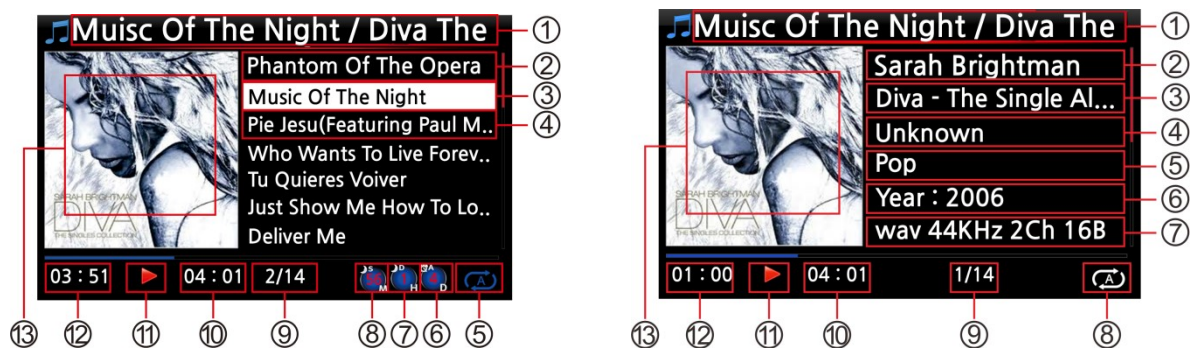 Muisc Of The Night / Diva The
①
Phantom Of The Opera
②
Music Of The Night
③
Pie Jesu(Featuring Paul M..
④
Who Wants To Live Forev..
Tu Quieres Voiver
Just Show Me How To Lo..
Deliver Me
SARAH BRIGHTMAN
DIVA
THE SINGLES COLLECTION
03 : 51
04 : 01
2/14
S
M
D
H
A
D
A
⑬ ⑫ ⑪ ⑩ ⑨ ⑧ ⑦ ⑥ ⑤
Muisc Of The Night / Diva The
①
Sarah Brightman
②
Diva - The Single Al...
③
Unknown
④
Pop
⑤
Year : 2006
⑥
wav 44KHz 2Ch 16B
⑦
SARAH BRIGHTMAN
DIVA
THE SINGLES COLLECTION
01 : 00
04 : 01
1/14
A
⑬ ⑫ ⑪ ⑩ ⑨ ⑧